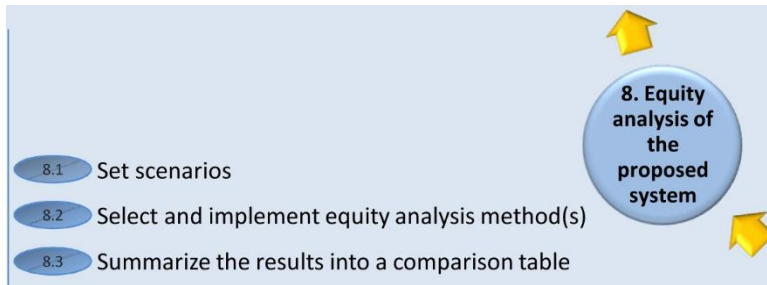 8. Equity
analysis of
the
proposed
system
8.1 Set scenarios
8.2 Select and implement equity analysis method(s)
8.3 Summarize the results into a comparison table